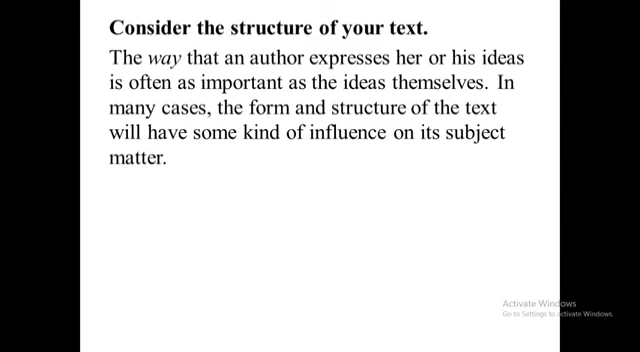 Consider the structure of your text.
The way that an author expresses her or his ideas
is often as important as the ideas themselves. In
many cases, the form and structure of the text
will have some kind of influence on its subject
matter.
Activate Windows
Go to Settings to activate Windows.